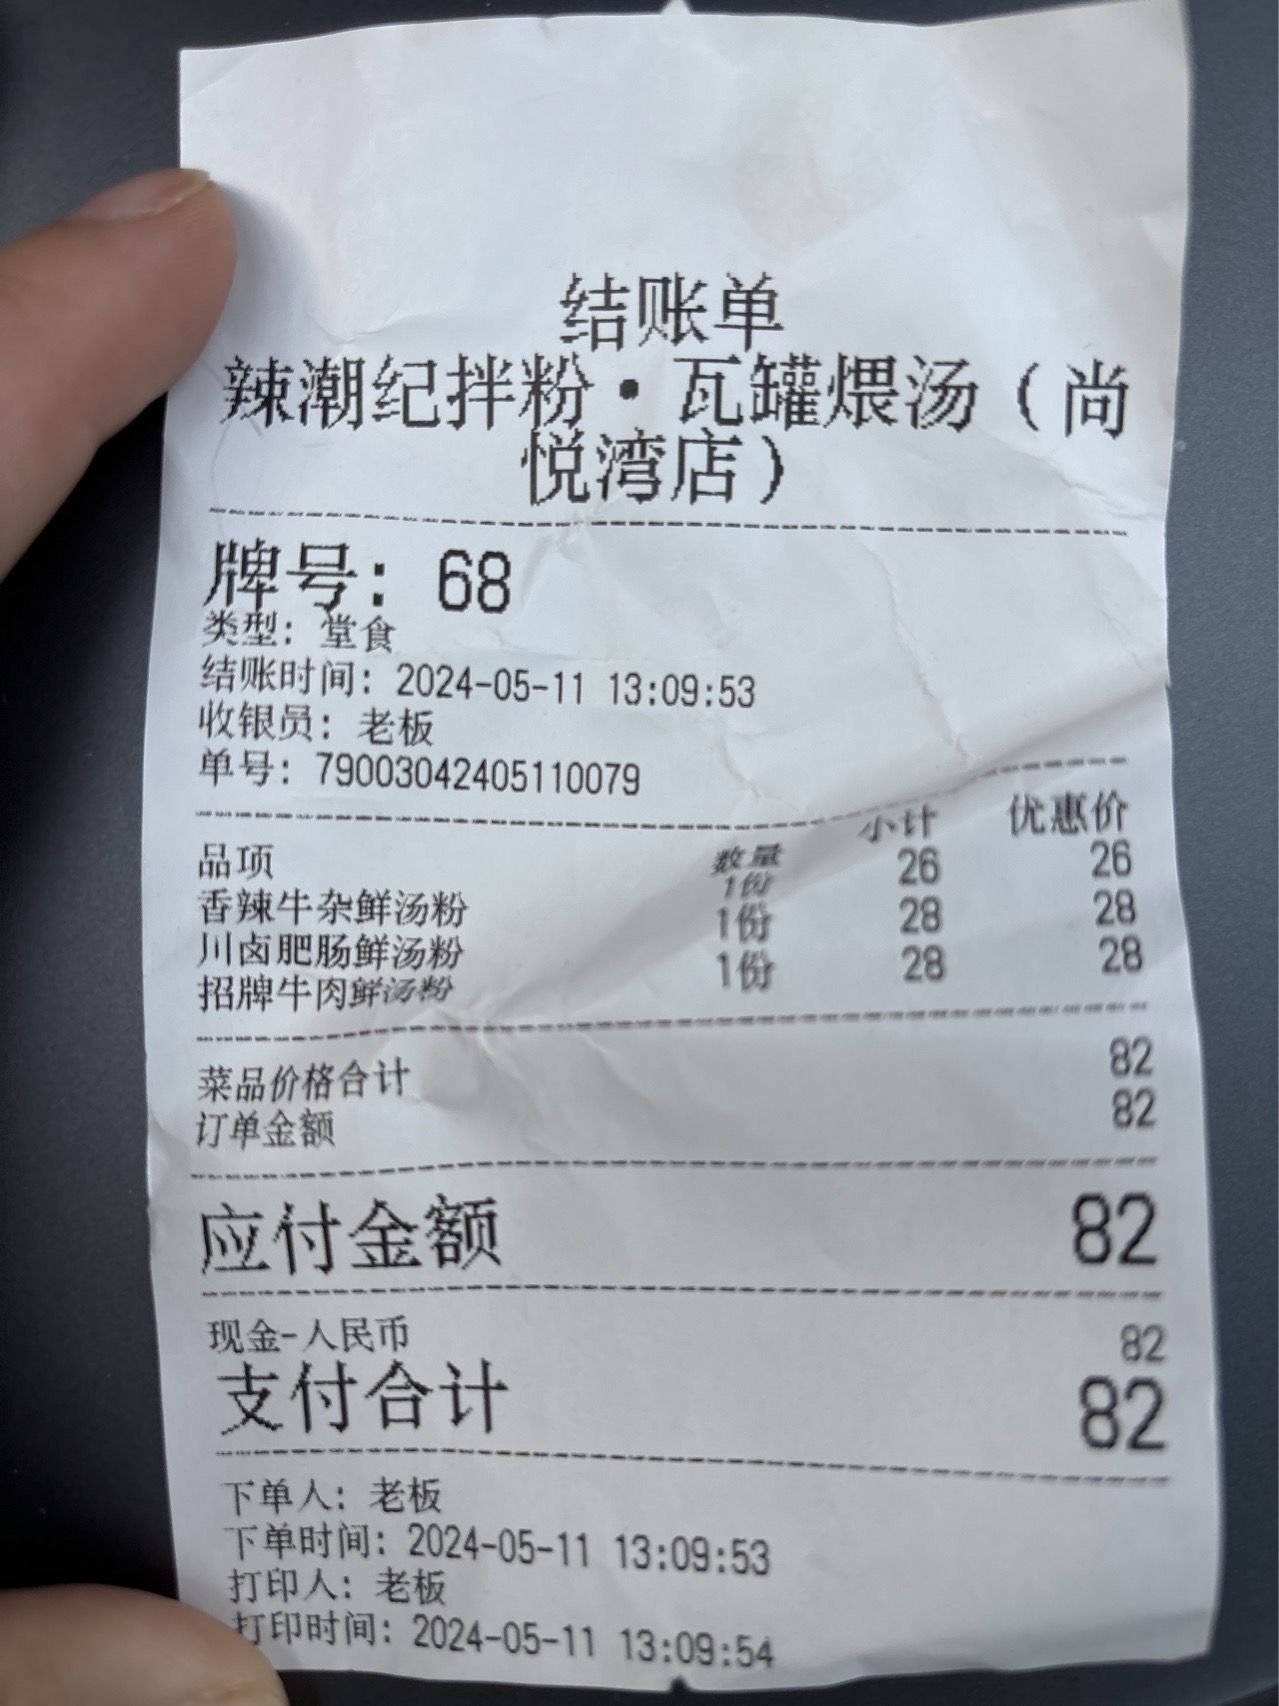 结账单
辣潮纪拌粉·瓦罐煨汤（尚
悦湾店）
牌号：68
类型：堂食
结账时间：2024-05-11 13:09:53
收银员：老板
单号：79003042405110079
品项 数量 小计 优惠价
香辣牛杂鲜汤粉 1份 26 26
川卤肥肠鲜汤粉 1份 28 28
招牌牛肉鲜汤粉 1份 28 28
菜品价格合计 82
订单金额 82
应付金额 82
现金-人民币 82
支付合计 82
下单人：老板
下单时间：2024-05-11 13:09:53
打印人：老板
打印时间：2024-05-11 13:09:54